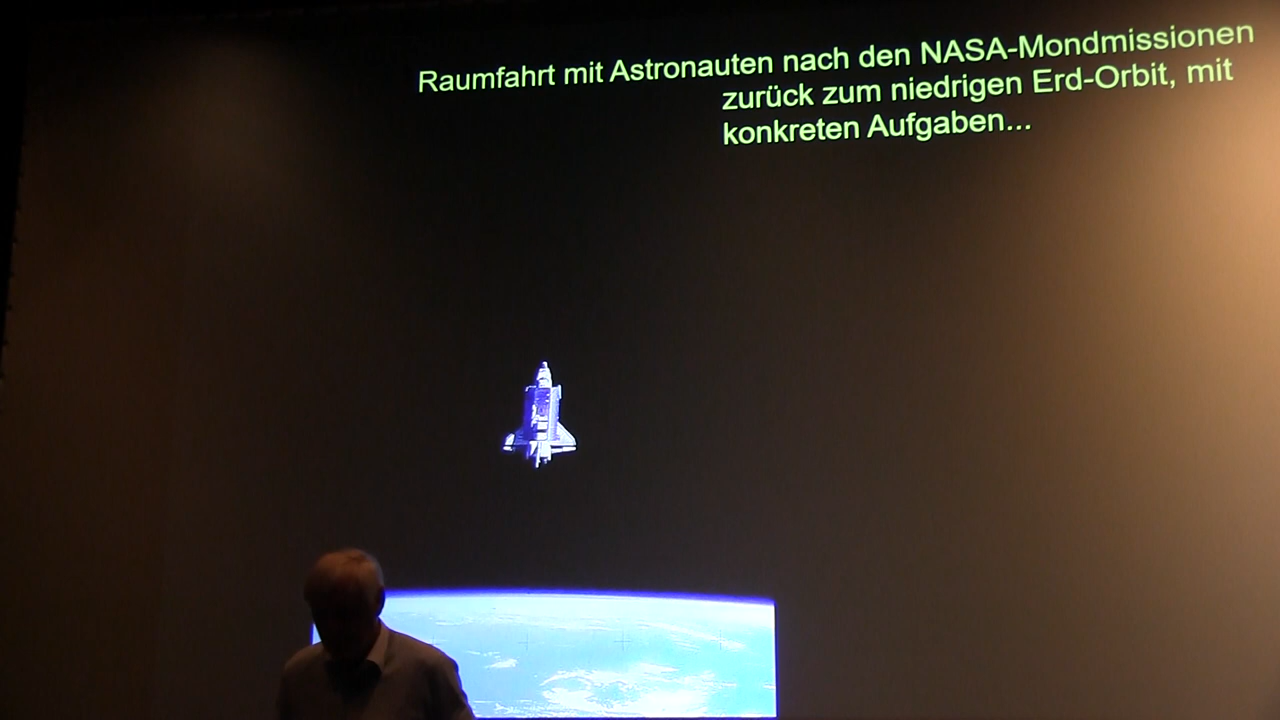 Raumfahrt mit Astronauten nach den NASA-Mondmissionen
zurück zum niedrigen Erd-Orbit, mit
konkreten Aufgaben...